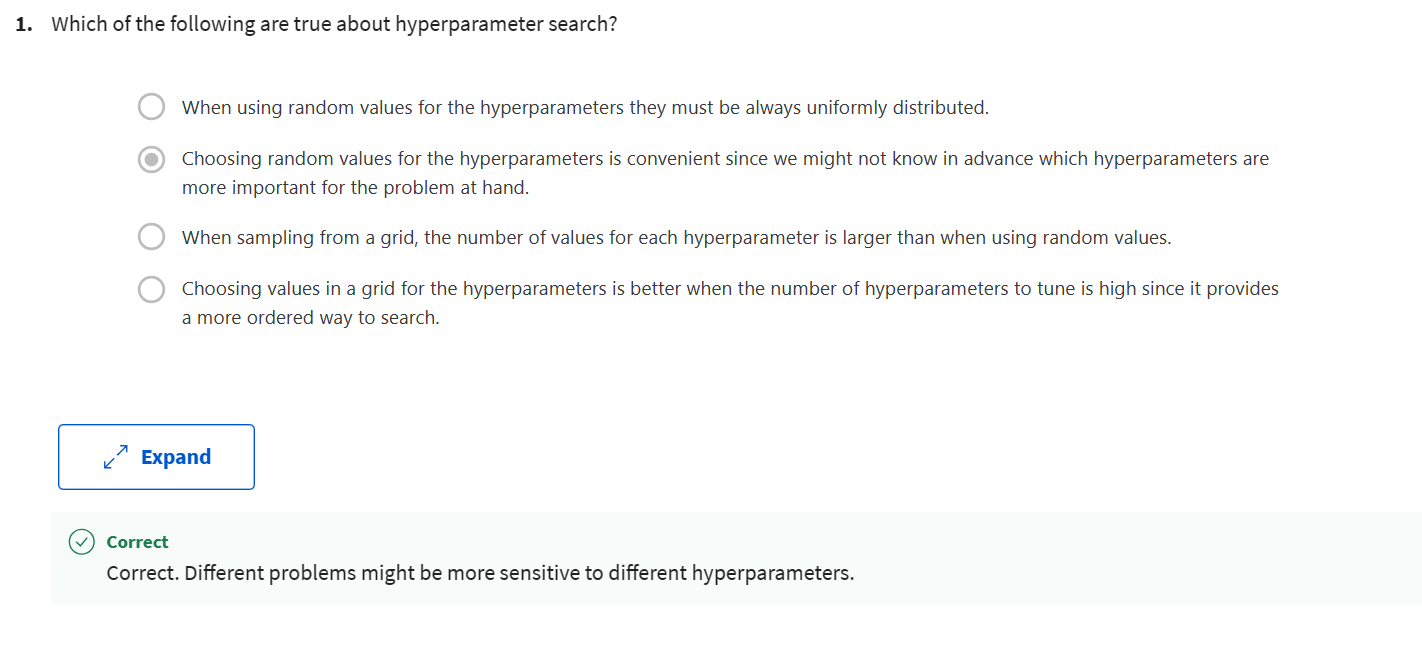 1. Which of the following are true about hyperparameter search?
When using random values for the hyperparameters they must be always uniformly distributed.
Choosing random values for the hyperparameters is convenient since we might not know in advance which hyperparameters are
more important for the problem at hand.
When sampling from a grid, the number of values for each hyperparameter is larger than when using random values.
Choosing values in a grid for the hyperparameters is better when the number of hyperparameters to tune is high since it provides
a more ordered way to search.
Expand
Correct
Correct. Different problems might be more sensitive to different hyperparameters.